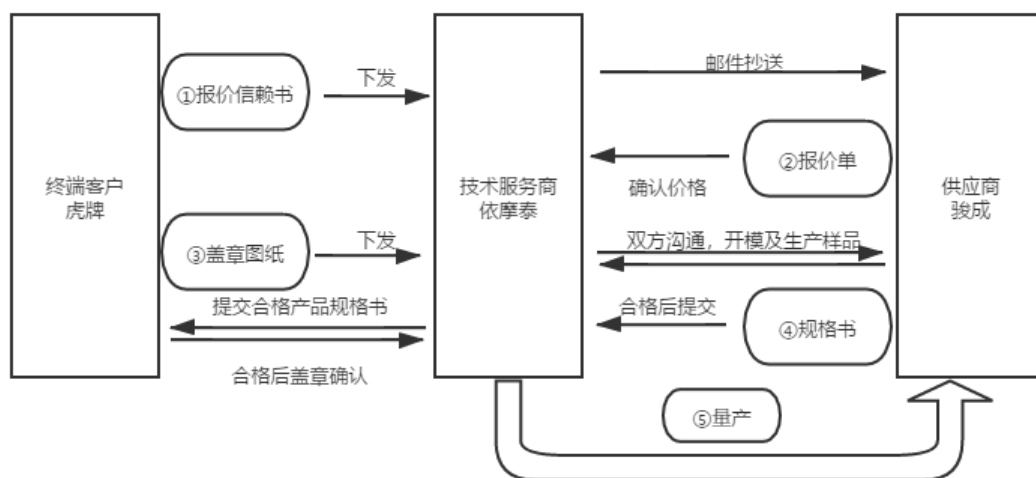 ①报价信赖书
下发
邮件抄送
②报价单
确认价格
终端客户
虎牌
技术服务商
依摩泰
供应商
骏成
③盖章图纸
下发
双方沟通，开模及生产样品
提交合格产品规格书
合格后提交
④规格书
合格后盖章确认
⑤量产